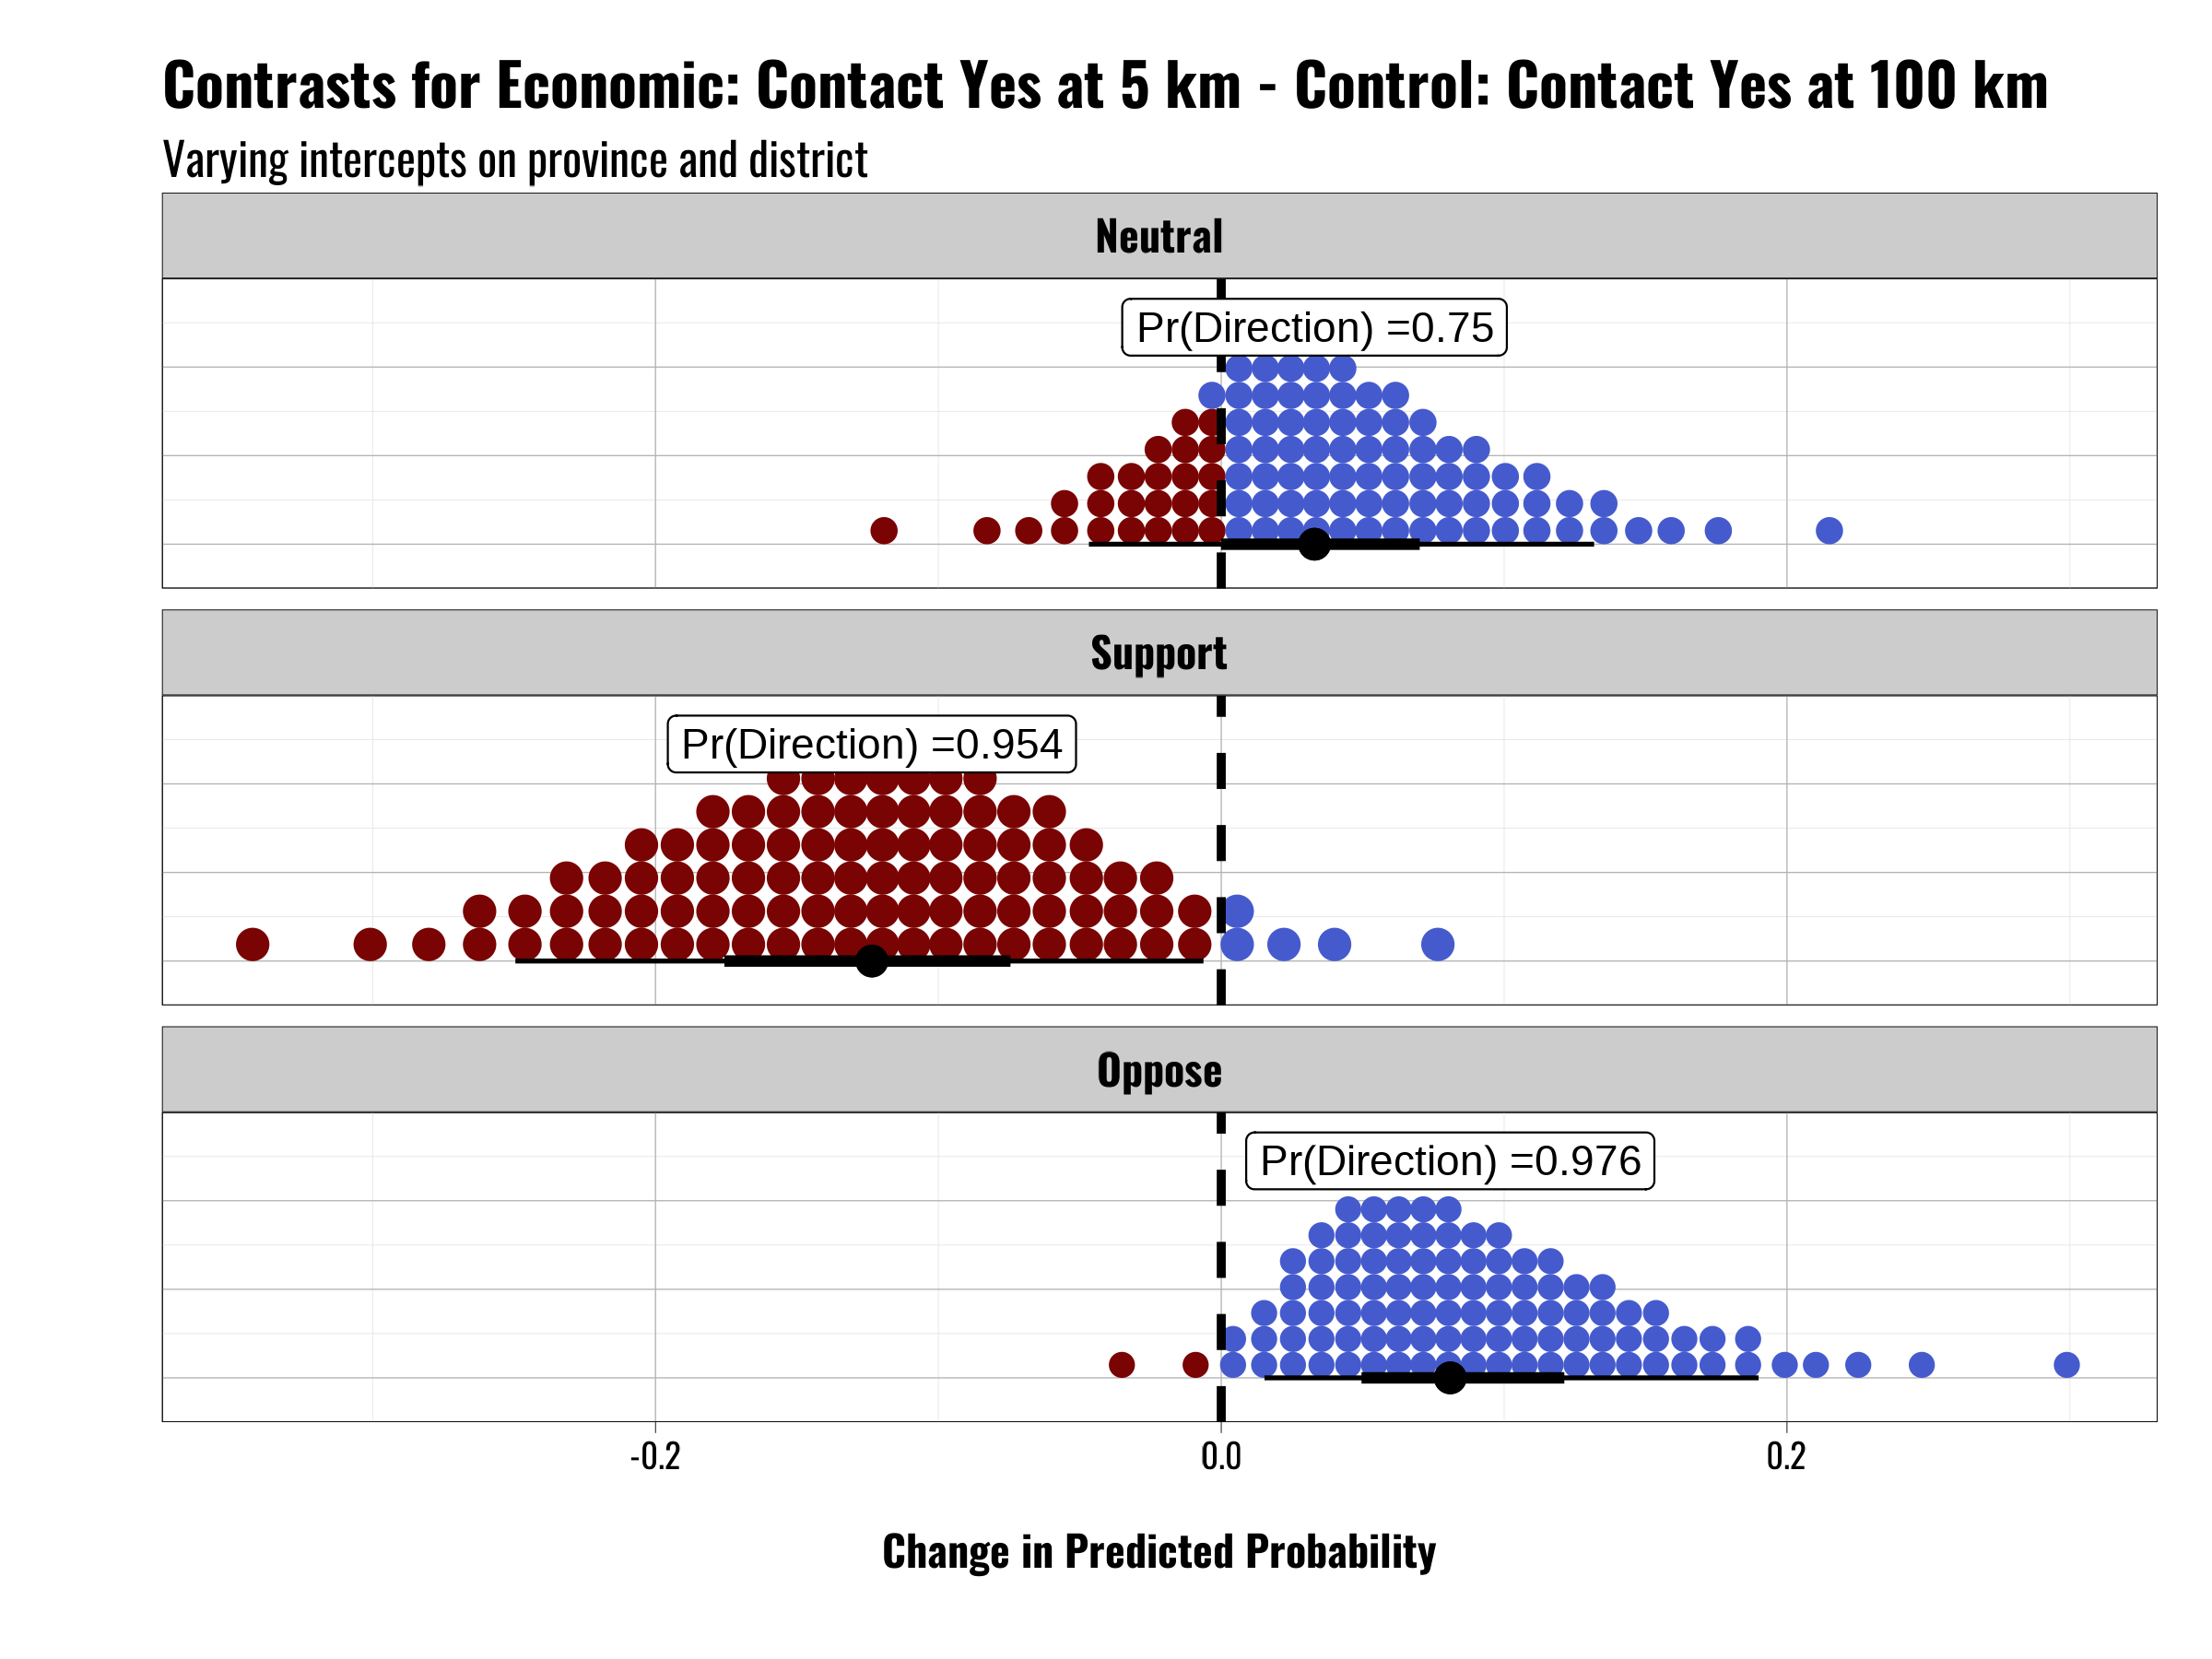 Contrasts for Economic: Contact Yes at 5 km - Control: Contact Yes at 100 km
Varying intercepts on province and district
Neutral
Pr(Direction) =0.75
Support
Pr(Direction) =0.954
Oppose
Pr(Direction) =0.976
-0.2 0.0 0.2
Change in Predicted Probability